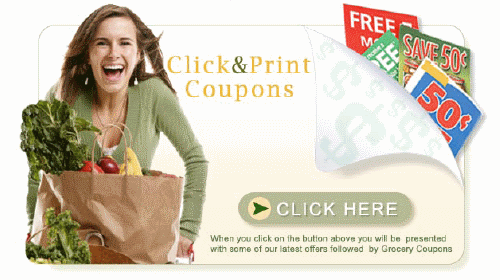 Click&Print
Coupons
FREE
FREE
SAVE 50¢
50¢
CLICK HERE
When you click on the button above you will be presented
with some of our latest offers followed by Grocery Coupons